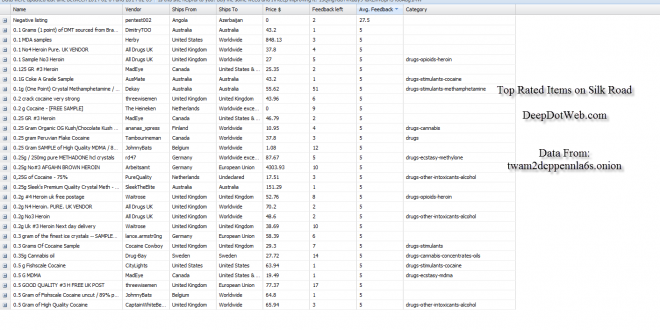 Name Vendor Ships From Ships To Price $ Feedback left Avg. Feedback Category
Negative listing pentest002 Angola Azerbaijan 0 2 27.5
0.1 Grams (1 point) of DMT sourced from Braz... DmitryTOO Australia Australia 43.2 1 5
0.1 MDA samples Herby United States Worldwide 848.13 3 5
0.1 No4 Heroin Pure. UK VENDOR All Drugs UK United Kingdom Worldwide 37.8 4 5
0.1 Sample No3 Heroin All Drugs UK United Kingdom United Kingdom 27 5 5 drugs-opioids-heroin
0.125 GR #3 Heroin MadEye Canada United States & ... 25.35 2 5
0.1G Coke A Grade Sample AusMate Australia Australia 43.2 1 5 drugs-stimulants-cocaine
0.1g (One point) Crystal Methamphetamine / ... Dekay Australia Australia 55.62 51 5 drugs-stimulants-methamphetamine
0.2 crack cocaine very strong threewisemen United Kingdom United Kingdom 43.96 6 5
0.2 g Cocaine - [FREE SAMPLE] The Heineken Netherlands Worldwide exce... 0 9 5
0.25 GR #3 Heroin MadEye Canada United States & ... 46.79 2 5
0.25 Gram Organic OG Kush/Chocolate Kush ... ananas_xpress Finland Worldwide 10.95 4 5 drugs-cannabis
0.25 gram Peruvian Flake Cocaine Tambourineman Canada Worldwide 37.8 3 5 drugs
0.25 Gram SAMPLE of High Quality MDMA / 8... JohnnyBats Belgium Worldwide 1.08 12 5
0.25g / 250mg pure METHADONE hcl crystals rd47 Germany Worldwide exce... 87.67 5 5 drugs-ecstasy-methylone
0.25g No#3 AFGAHN BROWN HEROIN Arbeitsamt Germany European Union 4003.93 10 5
0.25G of Cocaine - 75% PureQuality Netherlands Undeclared 17.51 1 5 drugs-other-intoxicants-alcohol
0.25g Sleek's Premium Quality Crystal Meth - ... SleekTheElite Australia Australia 151.29 1 5
0.2g #4 Heroin uk free postage Waitrose United Kingdom United Kingdom 52.76 8 5 drugs-opioids-heroin
0.2g N4 Heroin. PURE. UK VENDOR All Drugs UK United Kingdom Worldwide 70.2 2 5
0.2g No3 Heroin All Drugs UK United Kingdom United Kingdom 48.6 2 5 drugs-other-intoxicants-alcohol
0.2g Uk #3 Heroin Next day delivery Waitrose United Kingdom United Kingdom 38.69 10 5
0.3 gram of the finest ice crystals -- SAMPLE ... lance.armstr0ng Germany European Union 58.39 6 5
0.3 Grams Of Cocaine Sample Cocaine Cowboy United Kingdom United Kingdom 29.3 7 5 drugs-stimulants
0.35g Cannabis oil Drug-Bay Sweden Sweden 27.72 14 5 drugs-cannabis-concentrates-oils
0.5 g Fishscale Cocaine CityLights United States United States 63.94 1 5 drugs-stimulants-cocaine
0.5 G MDMA MadEye Canada United States & ... 19.49 1 5 drugs-ecstasy-mdma
0.5 GOOD QUALITY #3 H FREE UK POST threewisemen United Kingdom European Union 77.37 17 5
0.5 Gram of Fishscale Cocaine uncut / 89% p... JohnnyBats Belgium Worldwide 64.8 1 5
0.5 Gram of High Quality Cocaine CaptainWhiteBe... United Kingdom United Kingdom 65.94 3 5 drugs-other-intoxicants-alcohol
Top Rated Items on Silk Road
DeepDotWeb.com
Data From:
twam2deppennla6s.onion